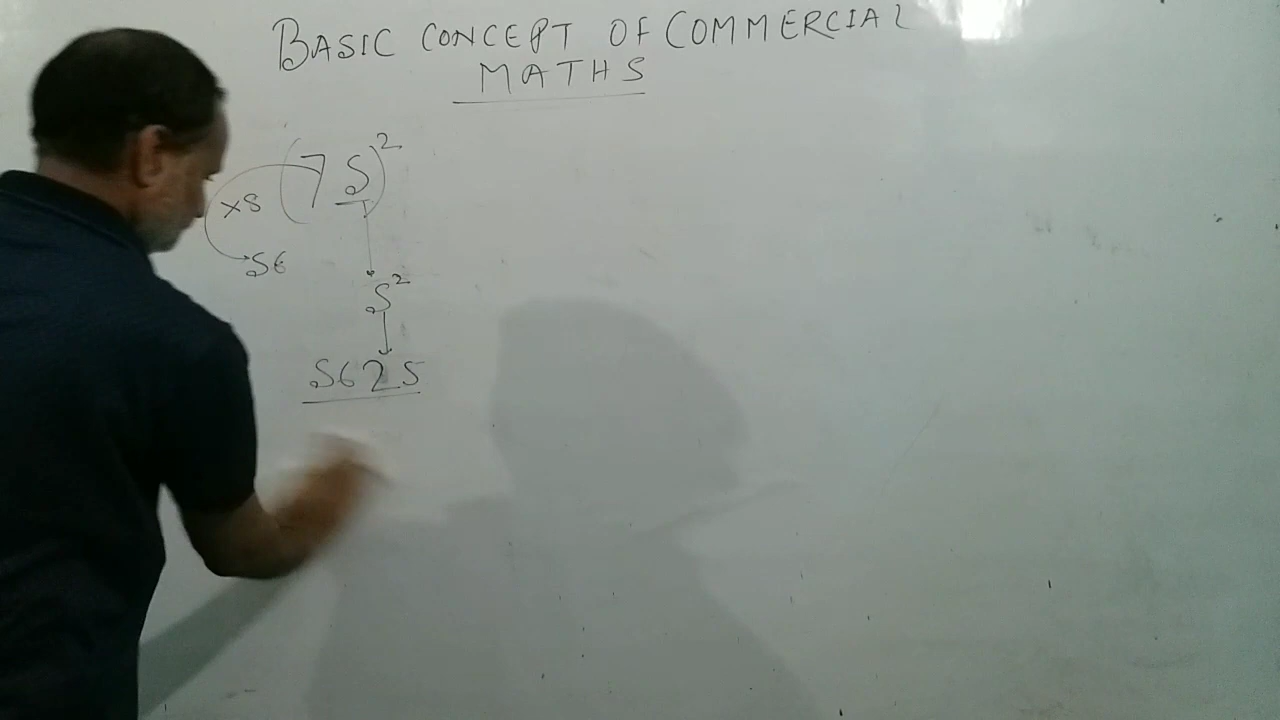 BASIC CONCEPT OF COMMERCIAL
MATHS
(75)²
×8
56
5²
5625